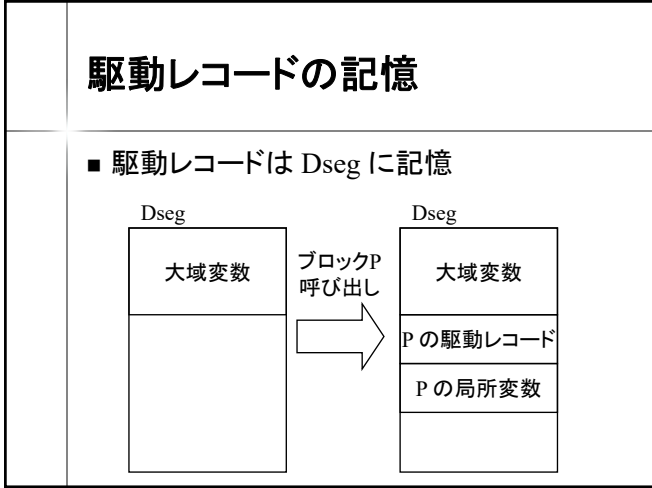 駆動レコードの記憶
■ 駆動レコードは Dseg に記憶
Dseg
大域変数
ブロックP
呼び出し
Dseg
大域変数
P の駆動レコード
P の局所変数